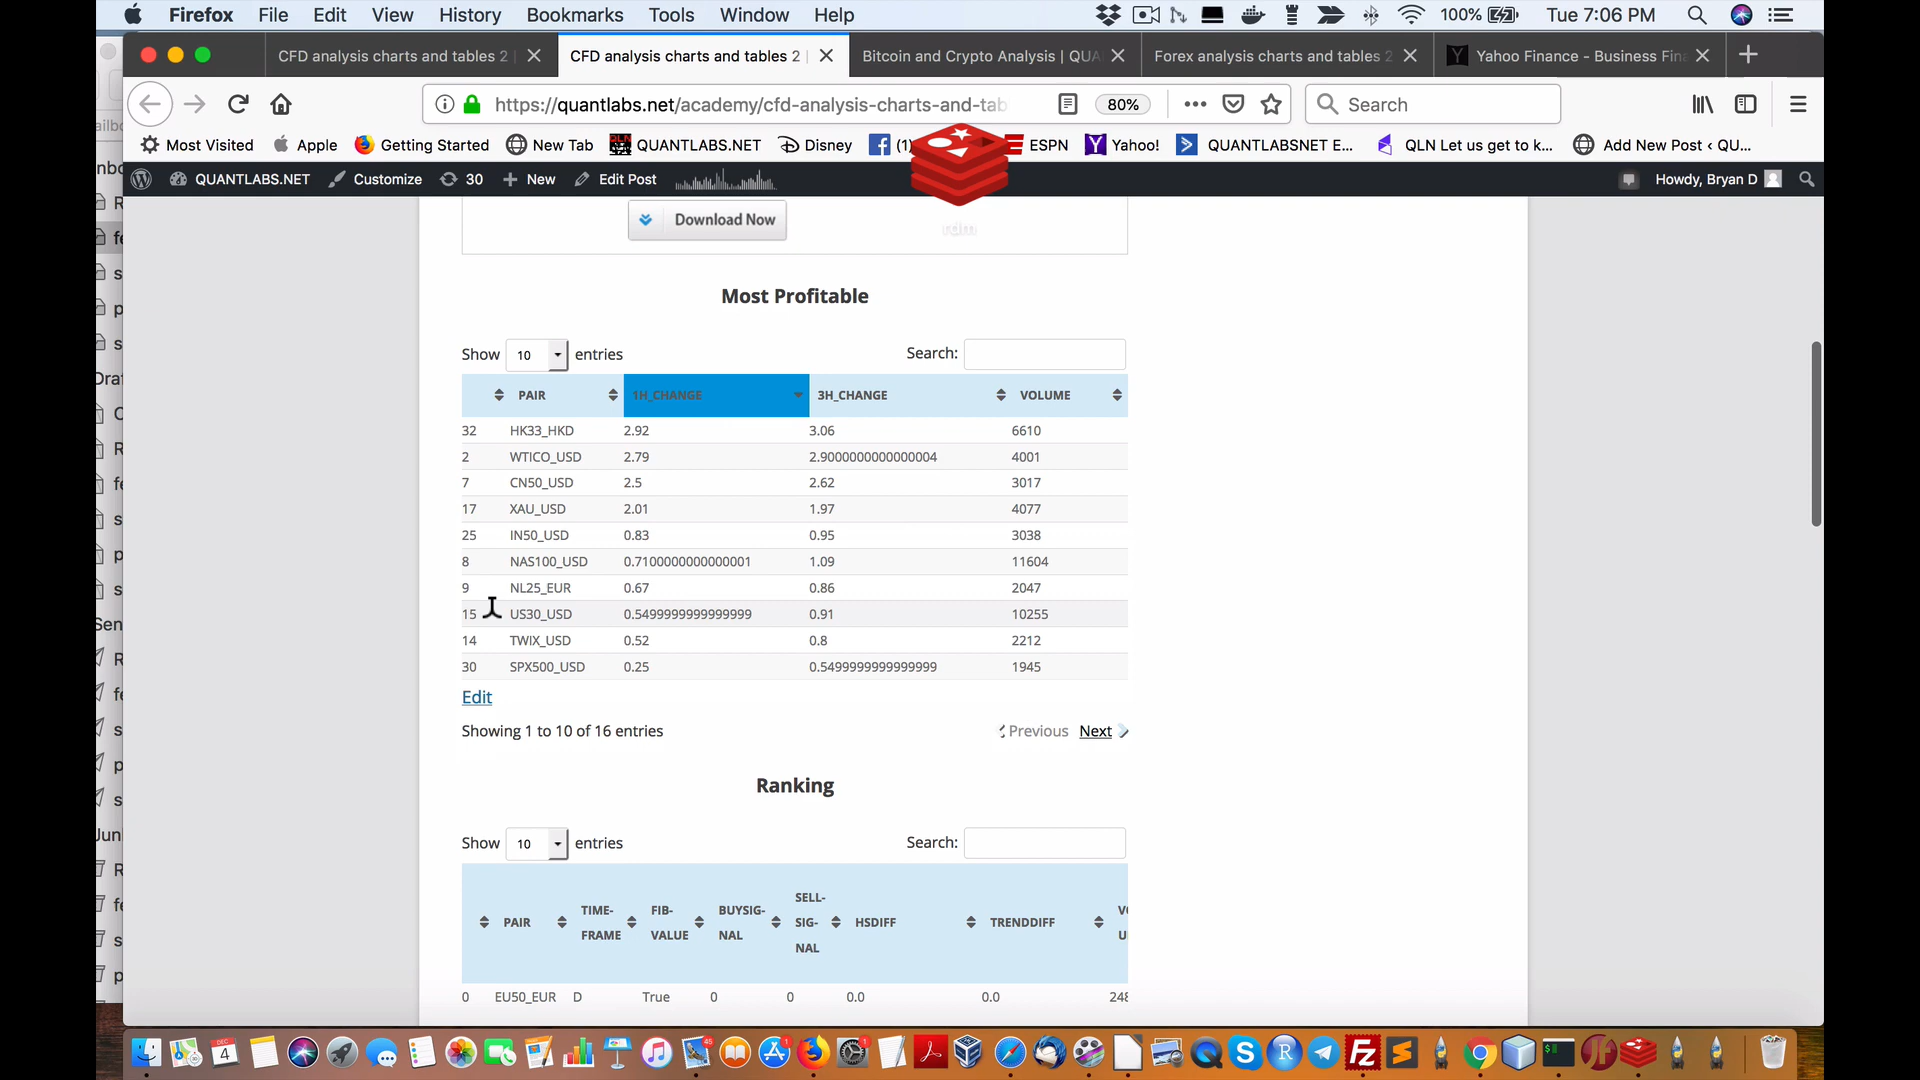 Firefox File Edit View History Bookmarks Tools Window Help 100% Tue 7:06 PM
CFD analysis charts and tables 2 CFD analysis charts and tables 2 Bitcoin and Crypto Analysis | QUA Forex analysis charts and tables 2 Yahoo Finance - Business Fin
https://quantlabs.net/academy/cfd-analysis-charts-and-tab 80% Search
Most Visited Apple Getting Started New Tab QUANTLABS.NET Disney (1) ESPN Yahoo! QUANTLABSNET E... QLN Let us get to k... Add New Post ‹ QU...
QUANTLABS.NET Customize 30 New Edit Post Howdy, Bryan D
Download Now
rdm
Most Profitable
Show 10 entries Search:
PAIR 1H_CHANGE 3H_CHANGE VOLUME
32 HK33_HKD 2.92 3.06 6610
2 WTICO_USD 2.79 2.9000000000000004 4001
7 CN50_USD 2.5 2.62 3017
17 XAU_USD 2.01 1.97 4077
25 IN50_USD 0.83 0.95 3038
8 NAS100_USD 0.7100000000000001 1.09 11604
9 NL25_EUR 0.67 0.86 2047
15 US30_USD 0.5499999999999999 0.91 10255
14 TWIX_USD 0.52 0.8 2212
30 SPX500_USD 0.25 0.5499999999999999 1945
Edit
Showing 1 to 10 of 16 entries Previous Next
Ranking
Show 10 entries Search:
PAIR TIME-FRAME FIB-VALUE BUYSIG-NAL SELL-SIG-NAL HSDIFF TRENDDIFF
0 EU50_EUR D True 0 0 0.0 0.0 248